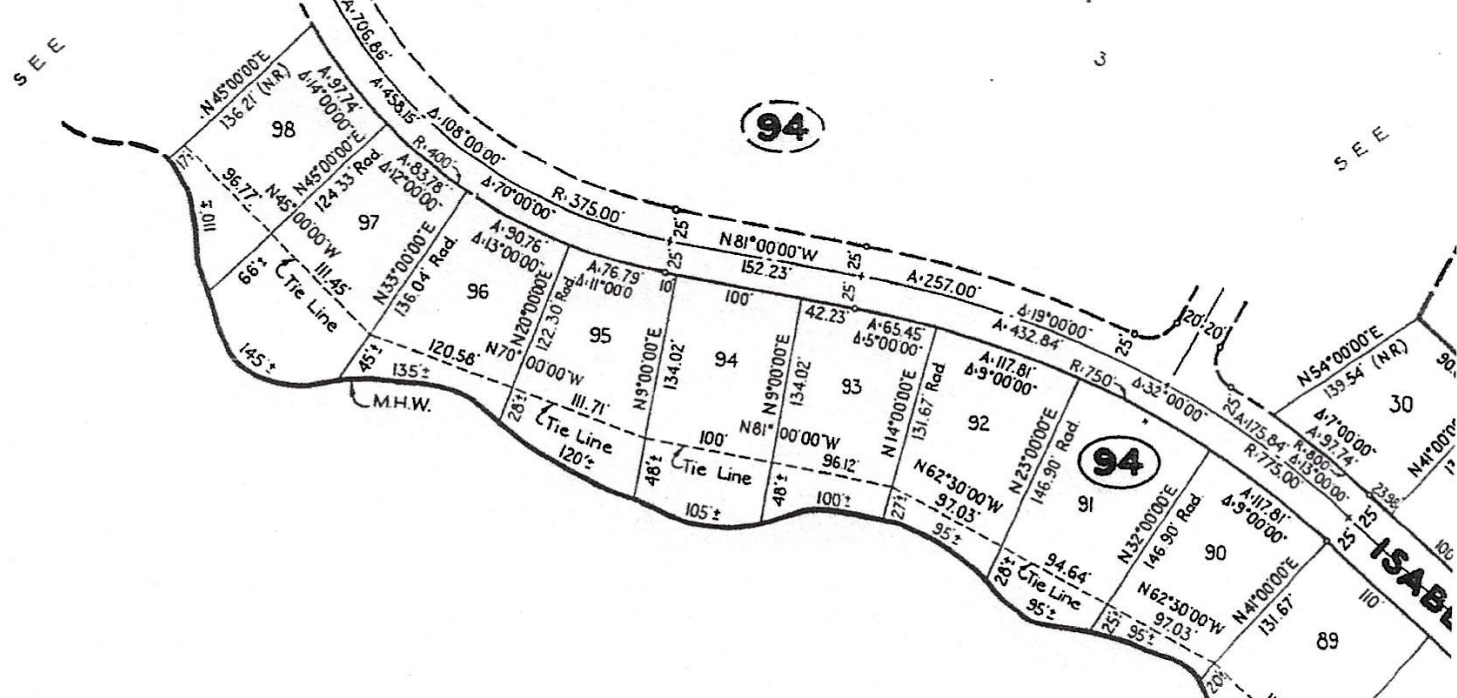 SEE
A·706.86'
3
94
SEE
N45°00'00"E
136.21' (N.R)
A·97.74'
Δ·14°00'00"
98
A·458.15'
Δ·108°00'00"
R·400'
Δ·70°00'00"
R·375.00'
25'
25'
N81°00'00"W
152.23'
25'
25'
A·257.00'
Δ·19°00'00"
A·432.84'
R·750'
Δ·32°00'00"
25'
20' 20'
25'
A·175.84'
Δ·13°00'00"
R·775.00'
R·800'
Δ·7°00'00"
A·97.74'
N54°00'00"E
139.54' (N.R)
30
N41°00'0
23.96'
25'
25'
ISABE
100
17'±
96.77'
110'±
N45°00'00"W
N45°00'00"E
124.33' Rad.
97
A·83.78'
Δ·12°00'00"
66'±
111.45'
Tie Line
N33°00'00"E
136.04' Rad.
145'±
45'±
M.H.W.
135'±
A·90.76'
Δ·13°00'00"
96
120.58'
N20°00'00"E
122.30' Rad.
N70°00'00"W
28'±
A·76.79'
Δ·11°00'0
95
111.71'
Tie Line
120'±
10'
100'
N9°00'00"E
134.02'
94
100'
Tie Line
48'±
105'±
N9°00'00"E
134.02'
42.23'
93
N81°00'00"W
96.12'
48'±
100'±
A·65.45'
Δ·5°00'00"
N14°00'00"E
131.67' Rad
27'±
A·117.81'
Δ·9°00'00"
92
N62°30'00"W
97.03'
95'±
N23°00'00"E
146.90' Rad.
28'±
94
91
94.64'
Tie Line
95'±
N32°00'00"E
146.90' Rad.
25'
A·117.81'
Δ·9°00'00"
90
N62°30'00"W
97.03'
95'±
N41°00'00"E
131.67'
20'±
110'
89